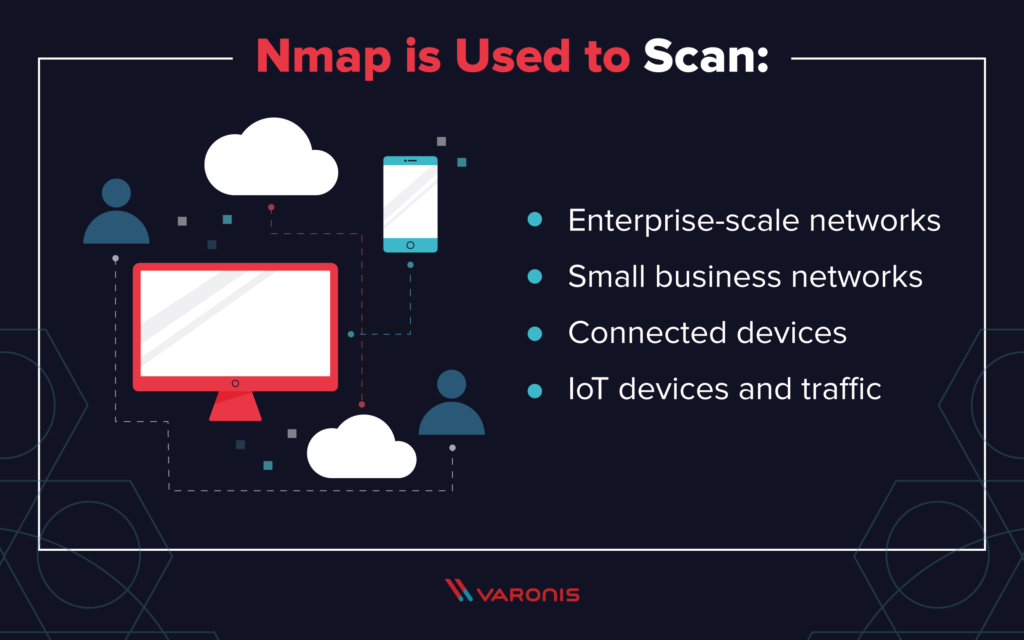 Nmap is Used to Scan:
Enterprise-scale networks
Small business networks
Connected devices
IoT devices and traffic
VARONIS